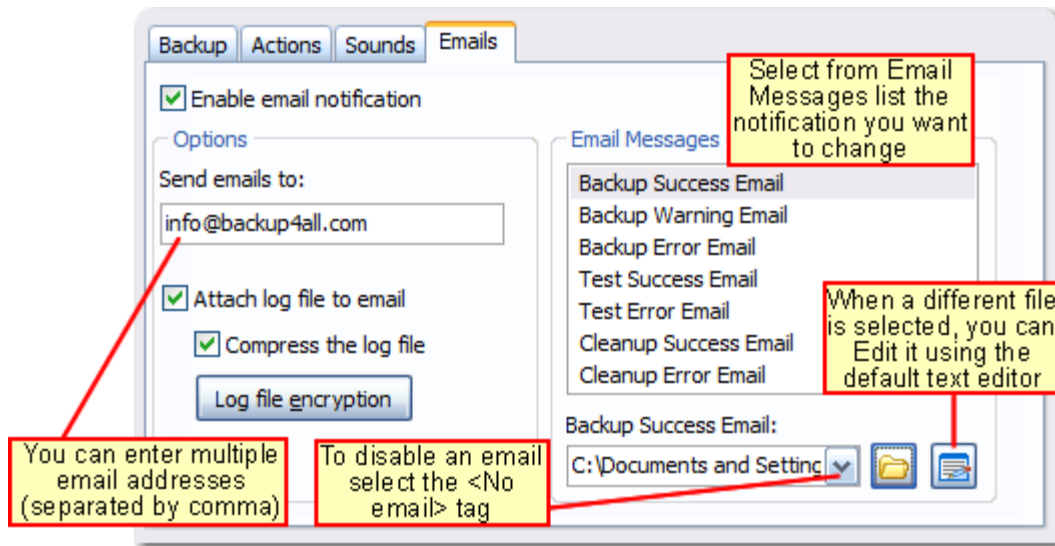 Backup Actions Sounds Emails
Enable email notification
Options
Send emails to:
info@backup4all.com
Attach log file to email
Compress the log file
Log file encryption
You can enter multiple
email addresses
(separated by comma)
Select from Email
Messages list the
notification you want
to change
Email Messages
Backup Success Email
Backup Warning Email
Backup Error Email
Test Success Email
Test Error Email
Cleanup Success Email
Cleanup Error Email
When a different file
is selected, you can
Edit it using the
default text editor
Backup Success Email:
C:\Documents and Setting
To disable an email
select the <No
email> tag